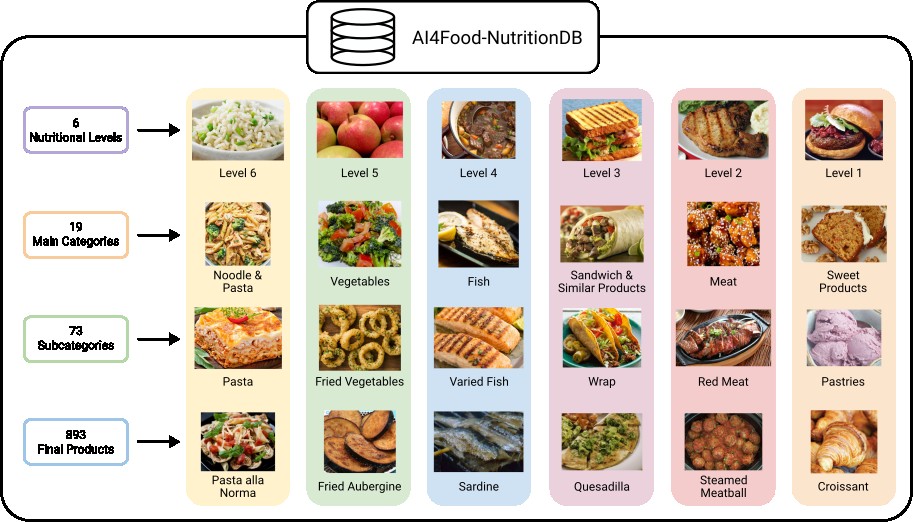 AI4Food-NutritionDB
6
Nutritional Levels
Level 6
Level 5
Level 4
Level 3
Level 2
Level 1
19
Main Categories
Noodle &
Pasta
Vegetables
Fish
Sandwich &
Similar Products
Meat
Sweet
Products
73
Subcategories
Pasta
Fried Vegetables
Varied Fish
Wrap
Red Meat
Pastries
893
Final Products
Pasta alla
Norma
Fried Aubergine
Sardine
Quesadilla
Steamed
Meatball
Croissant